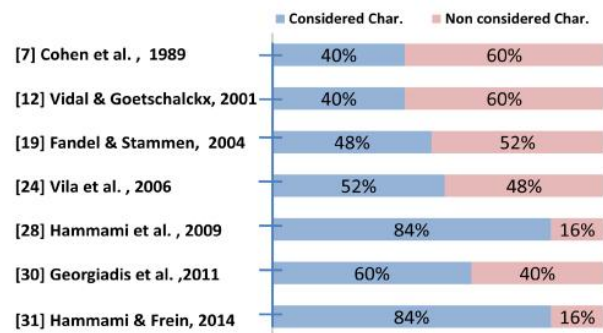 Considered Char. Non considered Char.
[7] Cohen et al. , 1989 40% 60%
[12] Vidal & Goetschalckx, 2001 40% 60%
[19] Fandel & Stammen, 2004 48% 52%
[24] Vila et al. , 2006 52% 48%
[28] Hammami et al. , 2009 84% 16%
[30] Georgiadis et al. ,2011 60% 40%
[31] Hammami & Frein, 2014 84% 16%